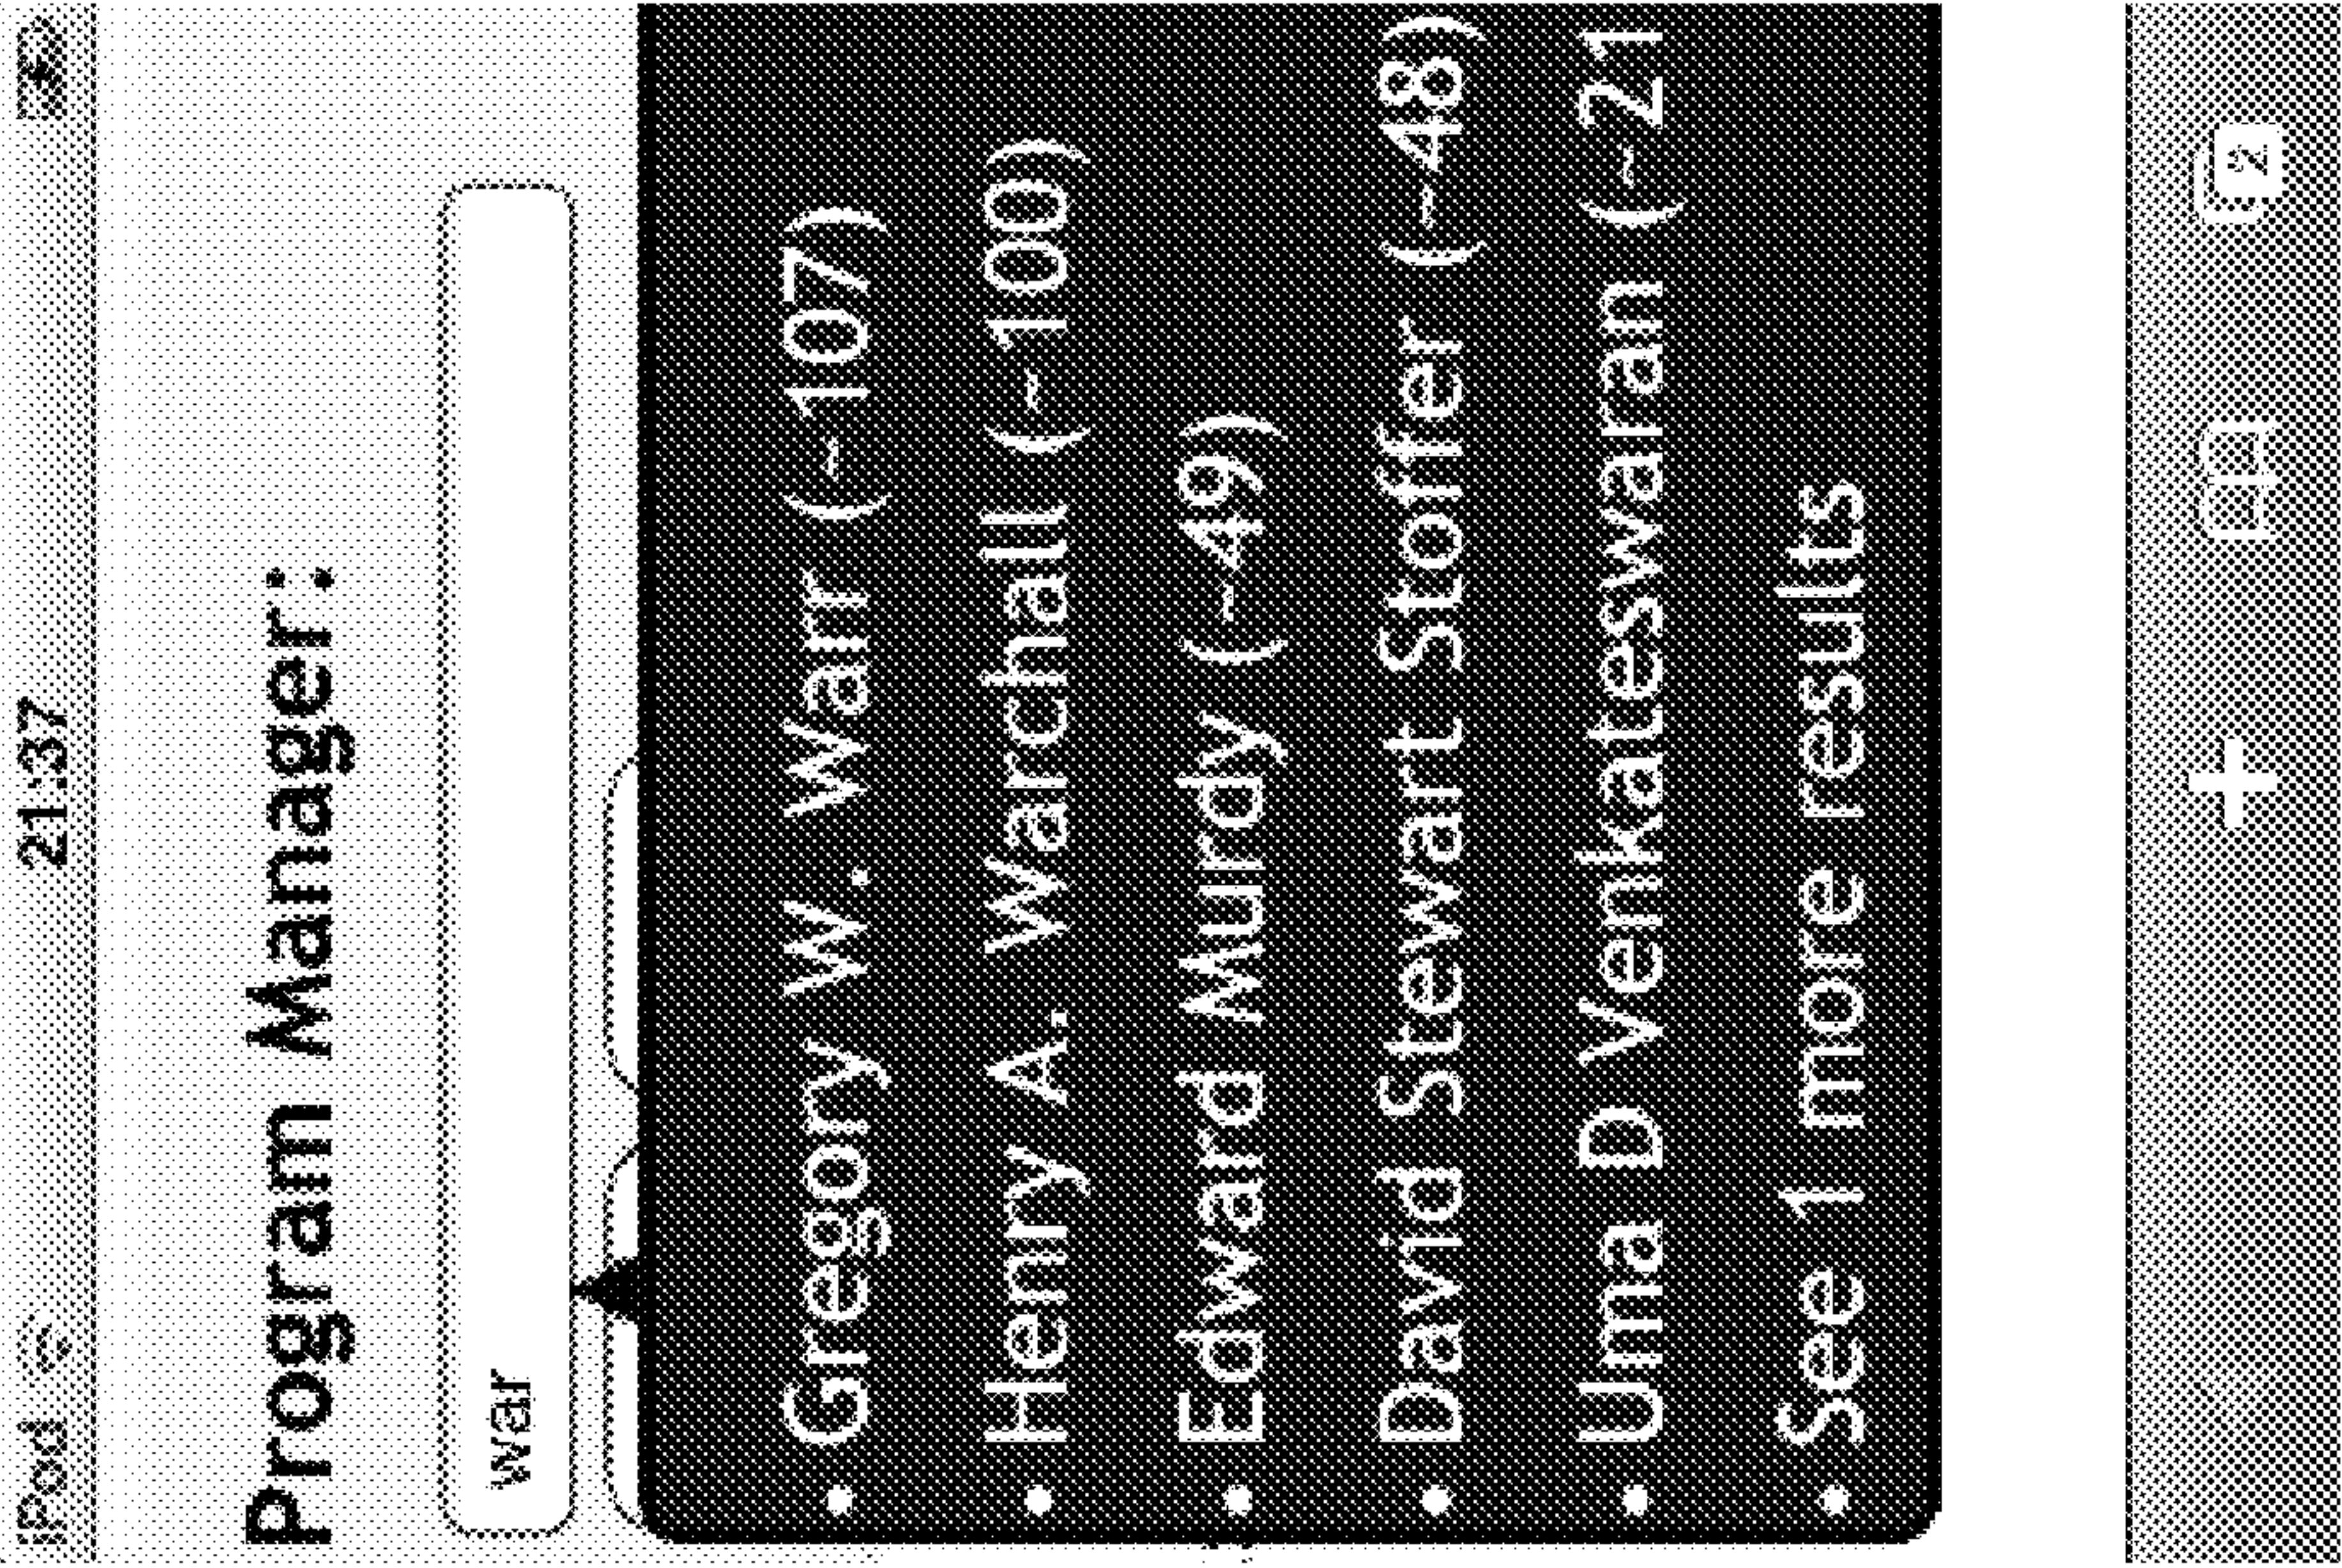 iPod 21:37
Program Manager:
war
• Gregory W. Warr (~107)
• Henry A. Warchall (~100)
• Edward Murdy (~49)
• David Stewart Stoffer (~48)
• Uma D Venkateswaran (~21
• See 1 more results
2